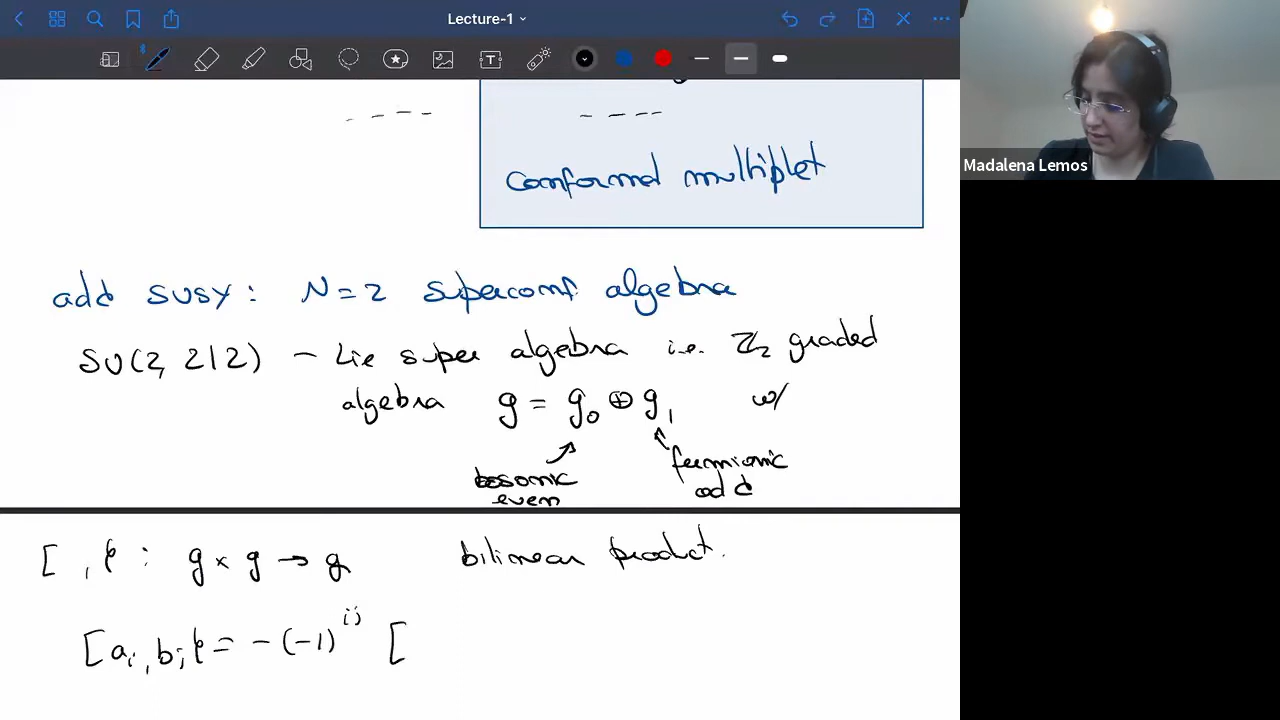 Lecture-1
Madalena Lemos
conformal multiplet
add SUSY: N=2 superconf. algebra
SU(2,2|2) – Lie super algebra i.e. ℤ₂ graded
algebra g = g₀ ⊕ g₁ w/
bosonic even
fermionic odd
[ , } : g × g → g bilinear product.
[aᵢ, bⱼ} = -(-1)^{ij} [